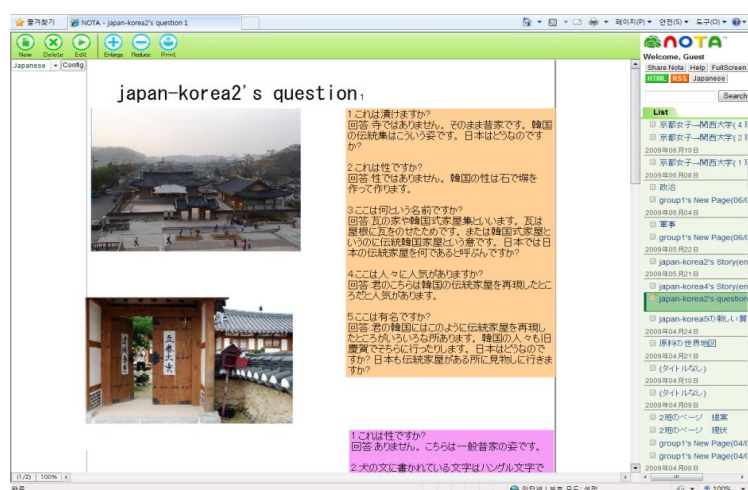 즐겨찾기
NOTA - japan-korea2's question 1
페이지(P)
안전(S)
도구(O)
New
Delete
Edit
Enlarge
Reduce
Print
Japanese
Config
japan-korea2's question1
1.これは漬けますか?
回答:寺ではありません。そのまま昔家です。韓国
の伝統集はこういう姿です。日本はどうなのです
か?
2.これは性ですか?
回答:性ではありません。韓国の性は石で塀を
作って作ります。
3.ここは何という名前ですか?
回答:瓦の家や韓国式家屋集といいます。瓦は
屋根に瓦をのせたためです。または韓国式家屋と
いうのに伝統韓国家屋という意です。日本では日
本の伝統家屋を何であると呼ぶんですか?
4.ここは人々に人気がありますか?
回答:君のこちらは韓国の伝統家屋を再現したとこ
ろだと人気があります。
5.ここは有名ですか?
回答:君の韓国にはこのように伝統家屋を再現し
たところがいろいろな所あります。韓国の人々も旧
慶賀でそちらに行ったりします。日本はどうなので
すか?日本も伝統家屋がある所に見物しに行きま
すか?
立春大吉
1.これは性ですか?
回答:ありません。こちらは一般昔家の姿です。
2.犬の文に書かれている文字はハングル文字で
(1/2)
100%
NOTA
Welcome, Guest
Share Nota
Help
FullScreen
HTML
RSS
Japanese
Search
List
京都女子→関西大学(4
京都女子→関西大学(2
2009年06月10日
京都女子→関西大学(1
2009年06月08日
政治
group1's New Page(06/0
2009年06月04日
軍事
group1's New Page(06/0
2009年05月22日
japan-korea2's Story(en
2009年05月21日
japan-korea4's Story(en
japan-korea2's question
japan-korea5の新しい質
2009年04月24日
原料の世界地図
2009年04月21日
(タイトルなし)
2009年04月10日
(タイトルなし)
2009年04月09日
2班のページ 提案
2班のページ 現状
group1's New Page(04/0
group1's New Page(04/0
2009年04月08日
100%